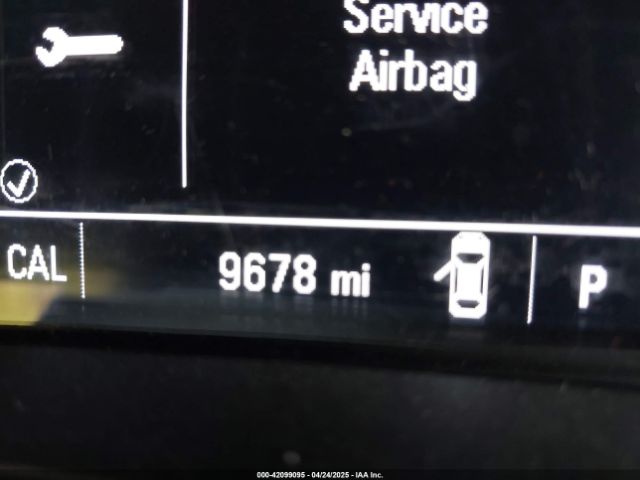 Service
Airbag
CAL
9678 mi
P
000-42099095 - 04/24/2025 - IAA Inc.